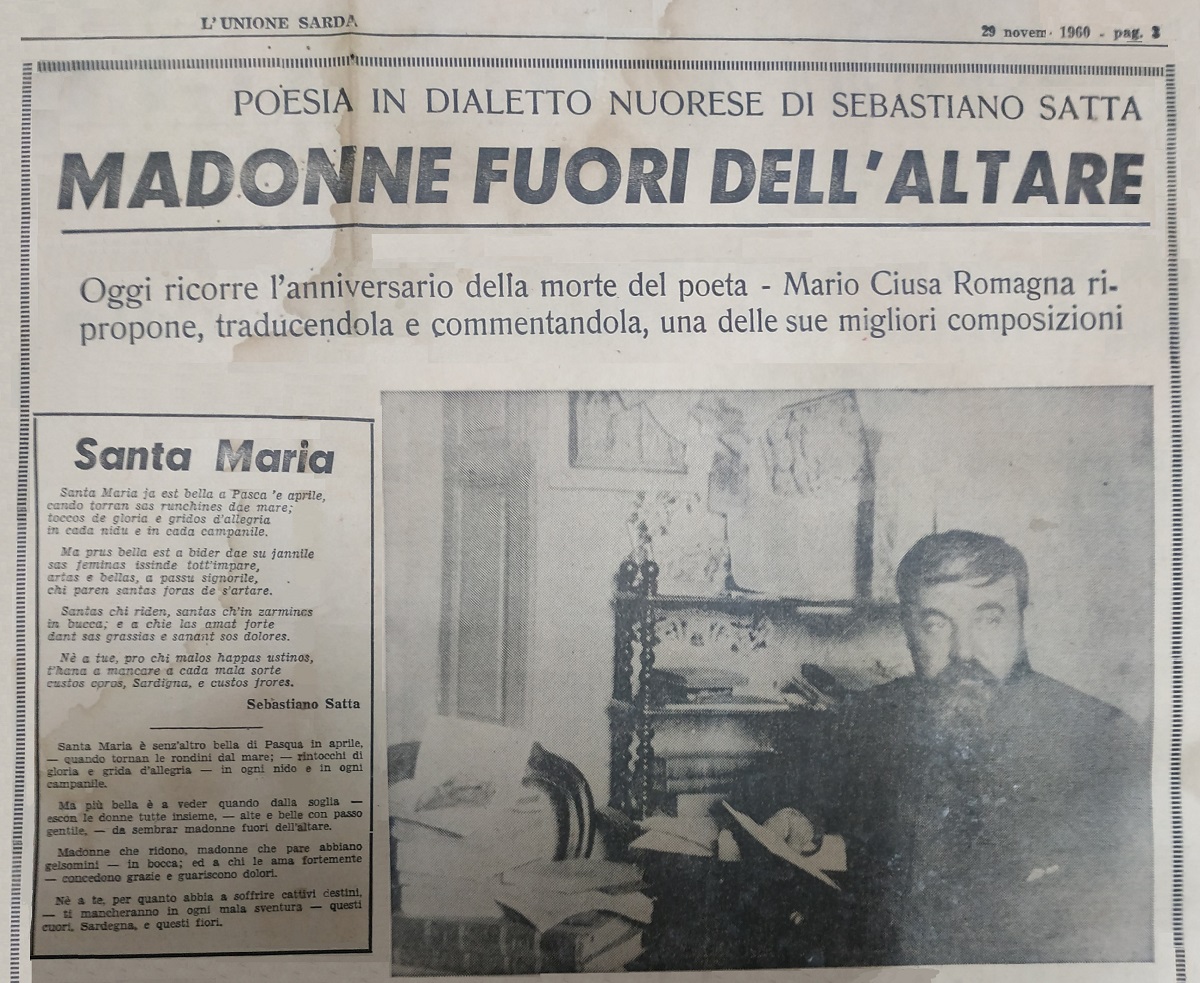 L'UNIONE SARDA
29 novem. 1960 - pag. 3
POESIA IN DIALETTO NUORESE DI SEBASTIANO SATTA
MADONNE FUORI DELL'ALTARE
Oggi ricorre l'anniversario della morte del poeta - Mario Ciusa Romagna ri-
propone, traducendola e commentandola, una delle sue migliori composizioni
Santa Maria
Santa Maria ja est bella a Pasca 'e aprile,
cando torran sas runchines dae mare;
toccos de gloria e gridos d'allegria
in cada nidu e in cada campanile.
Ma prus bella est a bider dae su jannile
sas feminas issinde tott'impare,
artas e bellas, a passu signorile,
chi paren santas foras de s'artare.
Santas chi riden, santas ch'in zarmines
in bucca; e a chie las amat forte
dant sas grassias e sanant sos dolores.
Nè a tue, pro chi malos happas ustinos,
t'hana a mancare a cada mala sorte
custos coros, Sardigna, e custos frores.
Sebastiano Satta
Santa Maria è senz'altro bella di Pasqua in aprile,
— quando tornan le rondini dal mare; — rintocchi di
gloria e grida d'allegria — in ogni nido e in ogni
campanile.
Ma più bella è a veder quando dalla soglia —
escon le donne tutte insieme, — alte e belle con passo
gentile, — da sembrar madonne fuori dell'altare.
Madonne che ridono, madonne che pare abbiano
gelsomini — in bocca; ed a chi le ama fortemente
— concedono grazie e guariscono dolori.
Nè a te, per quanto abbia a soffrire cattivi destini,
— ti mancheranno in ogni mala sventura — questi
cuori, Sardegna, e questi fiori.